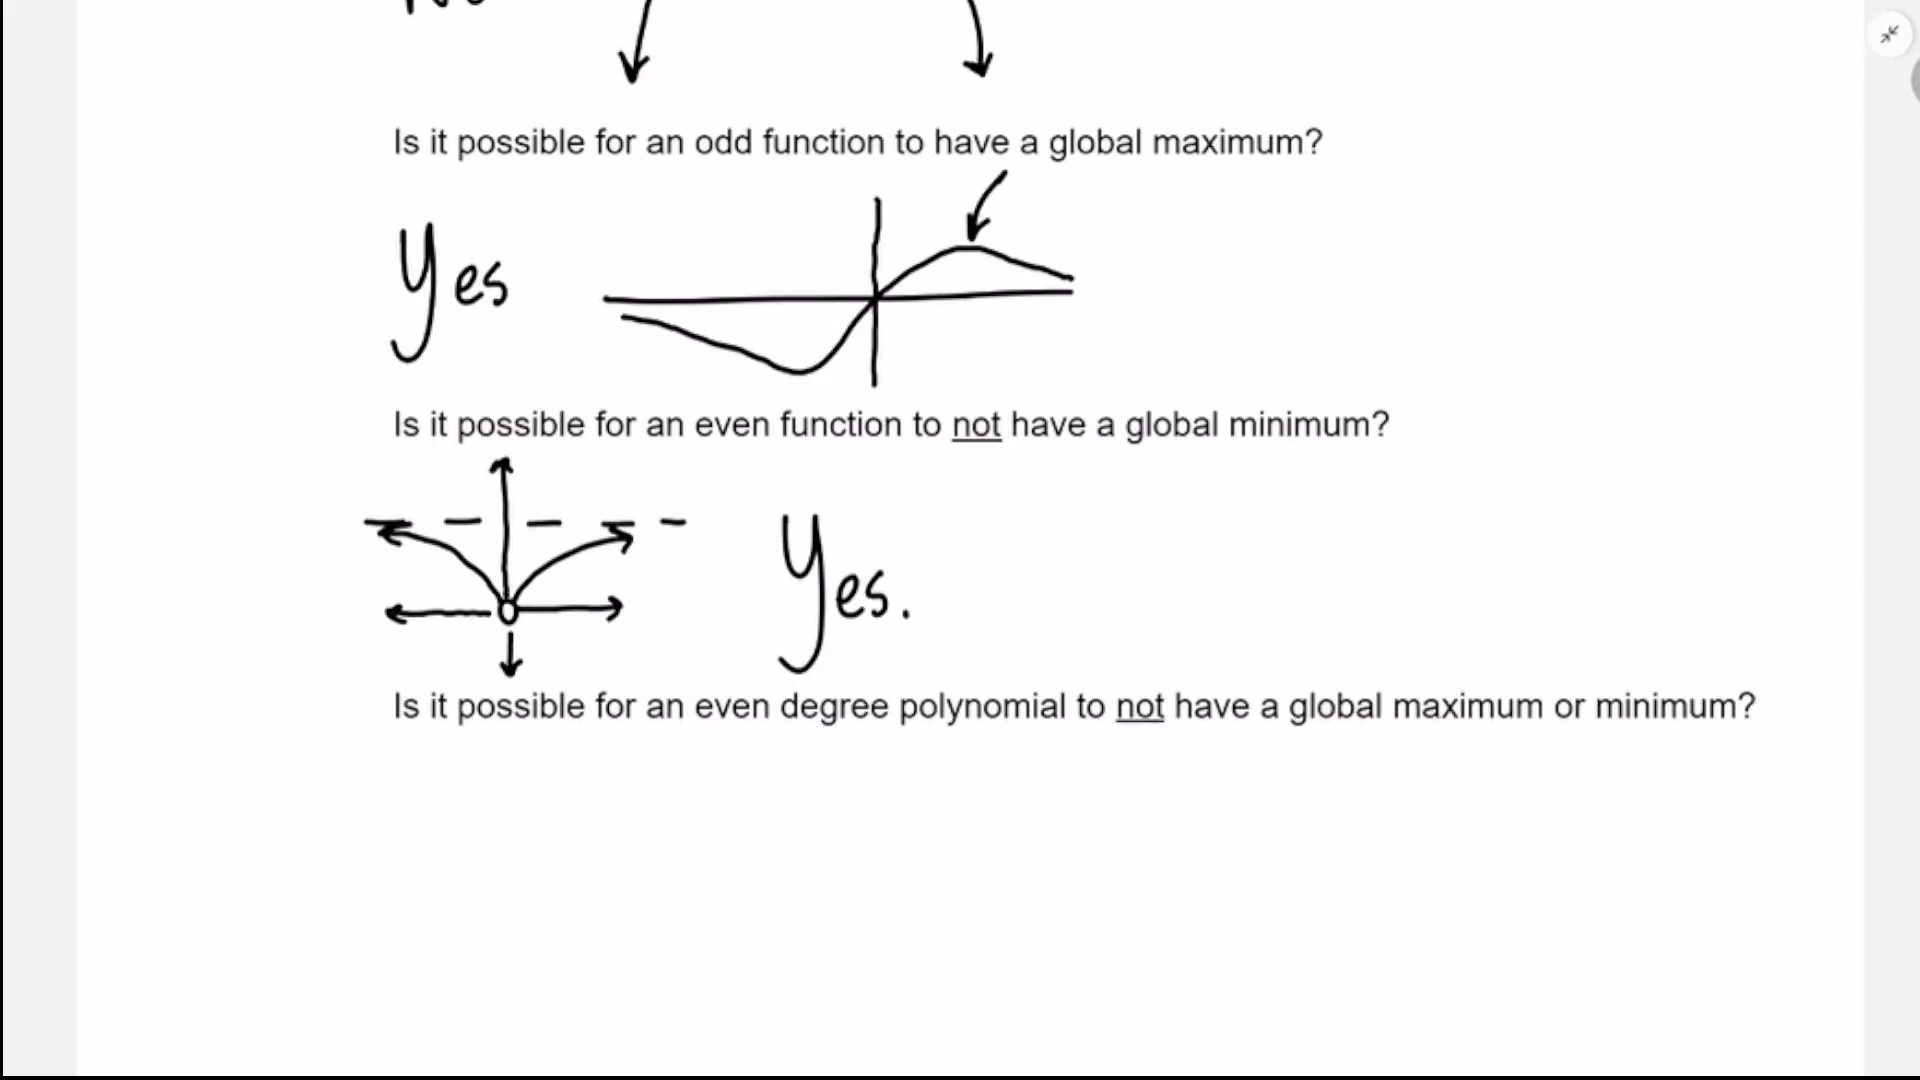 Is it possible for an odd function to have a global maximum?
Yes
Is it possible for an even function to not have a global minimum?
Yes.
Is it possible for an even degree polynomial to not have a global maximum or minimum?